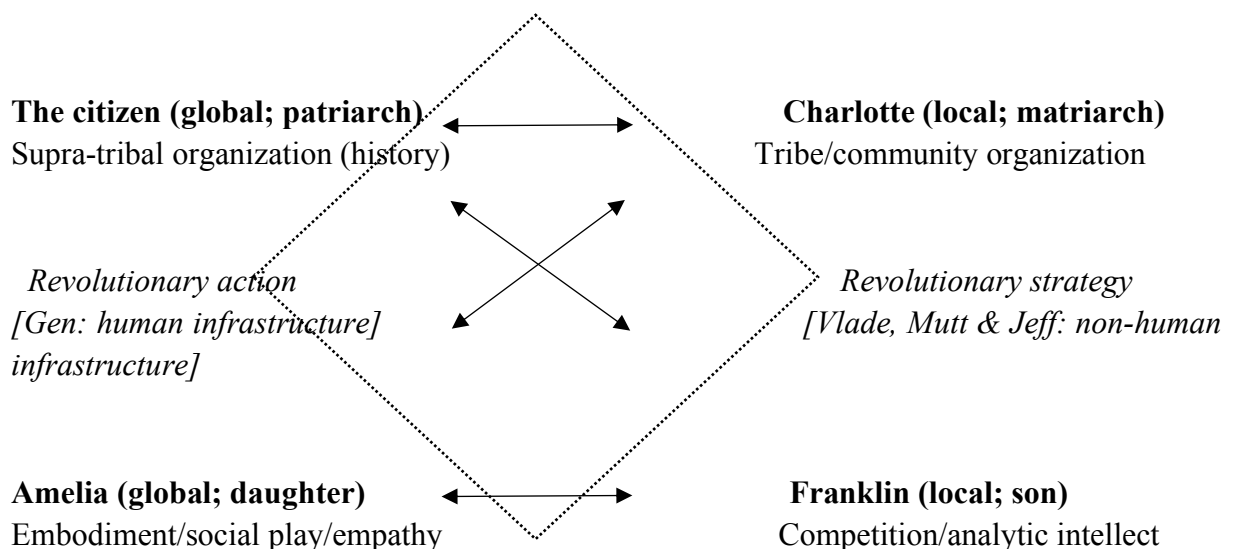 The citizen (global; patriarch)
Charlotte (local; matriarch)
Supra-tribal organization (history)
Tribe/community organization
Revolutionary action
Revolutionary strategy
[Gen: human infrastructure]
[Vlade, Mutt & Jeff: non-human
infrastructure]
Amelia (global; daughter)
Franklin (local; son)
Embodiment/social play/empathy
Competition/analytic intellect